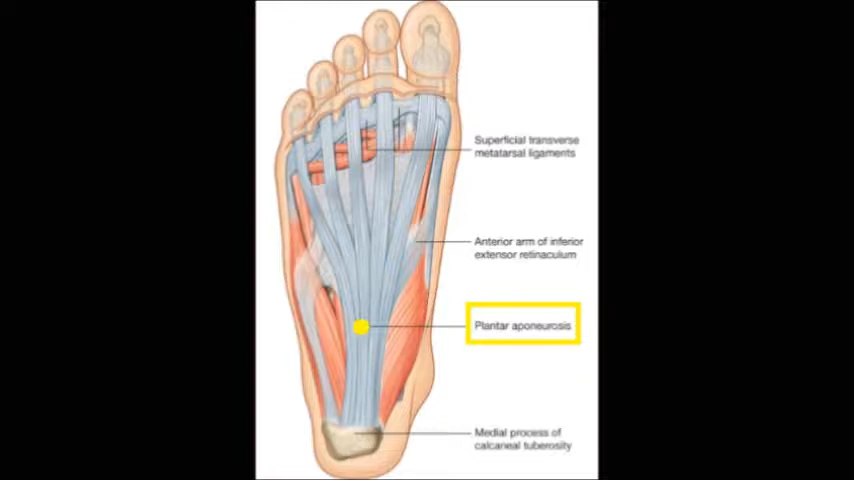 Superficial transverse
metatarsal ligaments
Anterior arm of inferior
extensor retinaculum
Plantar aponeurosis
Medial process of
calcaneal tuberosity